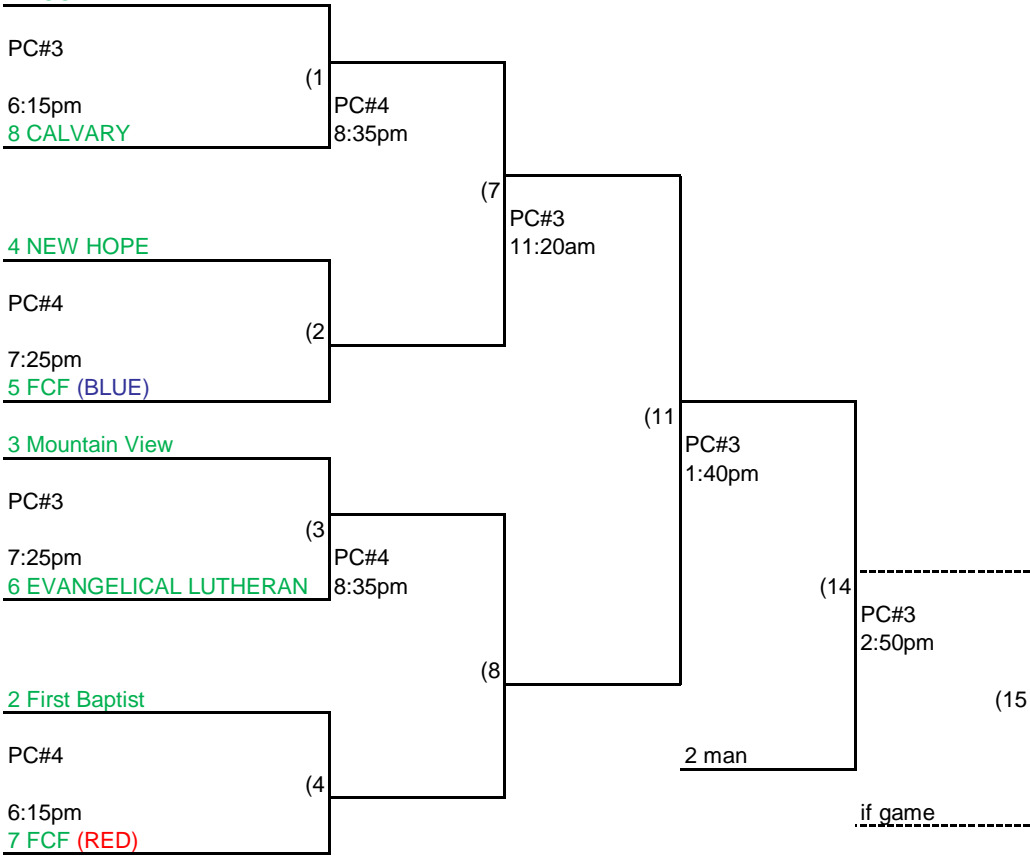 PC#3
(1
6:15pm
PC#4
8 CALVARY
8:35pm
(7
PC#3
4 NEW HOPE
11:20am
PC#4
(2
7:25pm
5 FCF (BLUE)
(11
3 Mountain View
PC#3
1:40pm
PC#3
(3
7:25pm
PC#4
6 EVANGELICAL LUTHERAN
8:35pm
(14
PC#3
2:50pm
(8
2 First Baptist
(15
PC#4
2 man
(4
6:15pm
if game
7 FCF (RED)